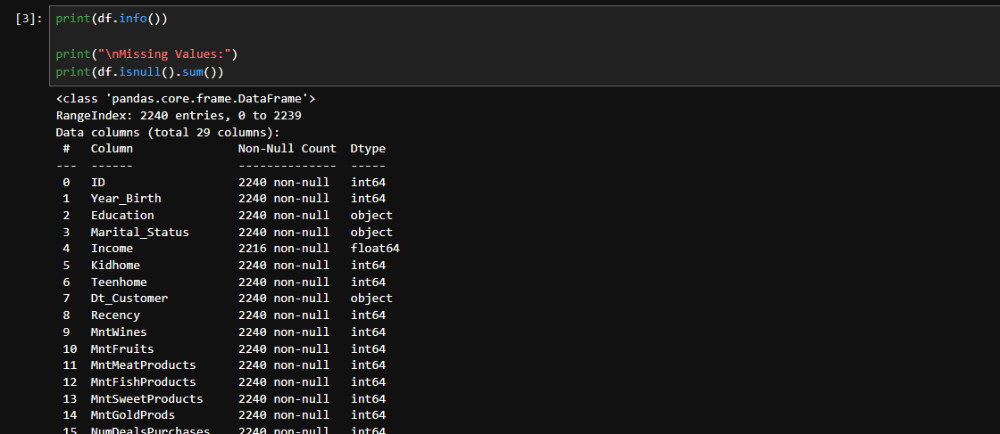 [3]: print(df.info())
print("\nMissing Values:")
print(df.isnull().sum())
<class 'pandas.core.frame.DataFrame'>
RangeIndex: 2240 entries, 0 to 2239
Data columns (total 29 columns):
 #   Column               Non-Null Count  Dtype
---  ------               --------------  -----
 0   ID                   2240 non-null   int64
 1   Year_Birth           2240 non-null   int64
 2   Education            2240 non-null   object
 3   Marital_Status       2240 non-null   object
 4   Income               2216 non-null   float64
 5   Kidhome              2240 non-null   int64
 6   Teenhome             2240 non-null   int64
 7   Dt_Customer          2240 non-null   object
 8   Recency              2240 non-null   int64
 9   MntWines             2240 non-null   int64
 10  MntFruits            2240 non-null   int64
 11  MntMeatProducts      2240 non-null   int64
 12  MntFishProducts      2240 non-null   int64
 13  MntSweetProducts     2240 non-null   int64
 14  MntGoldProds         2240 non-null   int64
 15  NumDealsPurchases    2240 non-null   int64